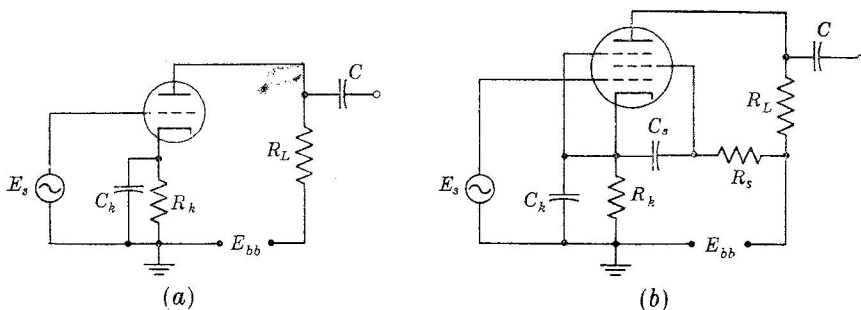 C
R_L
E_s
C_k
R_k
E_bb
(a)
C
R_L
C_s
E_s
R_s
C_k
R_k
E_bb
(b)